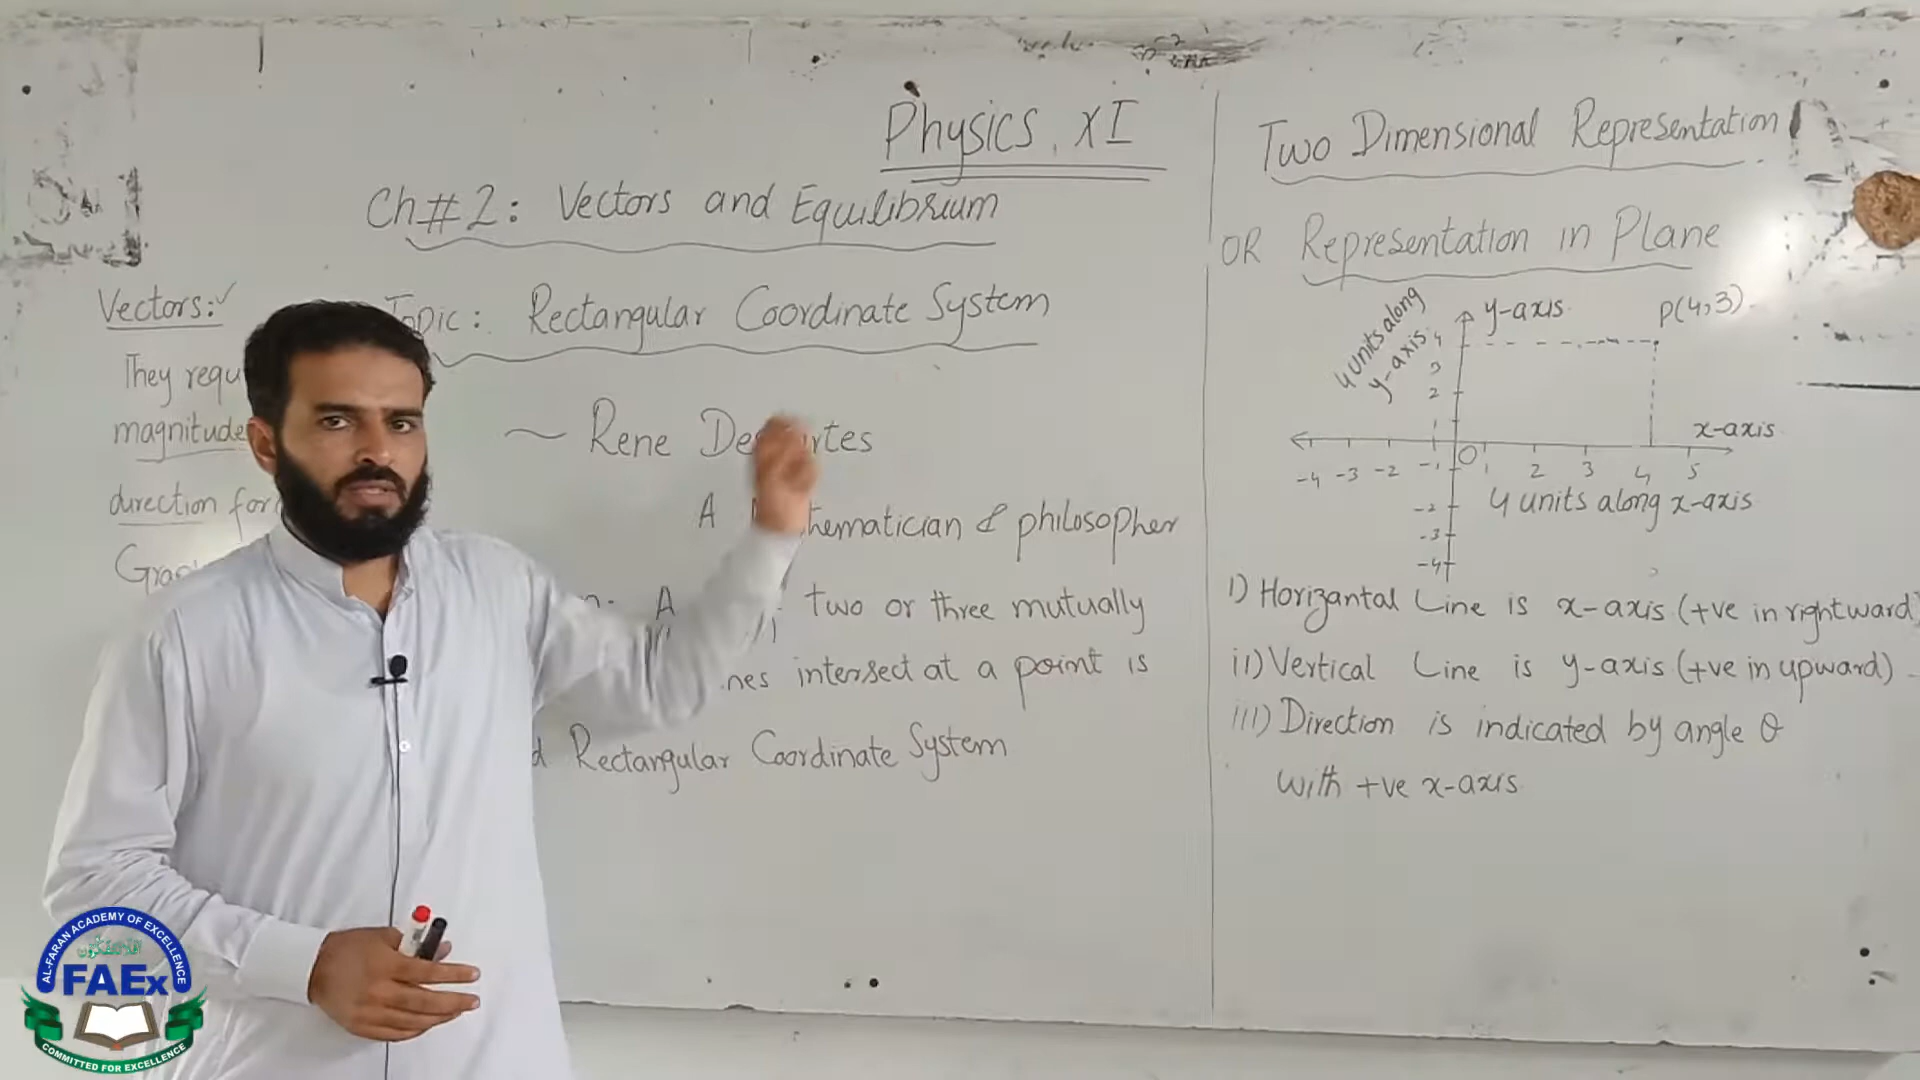 Physics, XI
Ch#2: Vectors and Equilibrium
Topic: Rectangular Coordinate System
Vectors:✓
They requ
magnitude
direction for
~ Rene De rtes
A hematician & philosopher
A two or three mutually
nes intersect at a point is
d Rectangular Coordinate System
Two Dimensional Representation
OR Representation in Plane
4 units along
y-axis
y-axis
P(4,3)
4
3
2
1
x-axis
-4 -3 -2 -1 O 1 2 3 4 5
4 units along x-axis
-2
-3
-4
i) Horizantal Line is x-axis (+ve in rightward)
ii) Vertical Line is y-axis (+ve in upward)
iii) Direction is indicated by angle θ
with +ve x-axis
AL-FARAN ACADEMY OF EXCELLENCE
FAEx
COMMITTED FOR EXCELLENCE